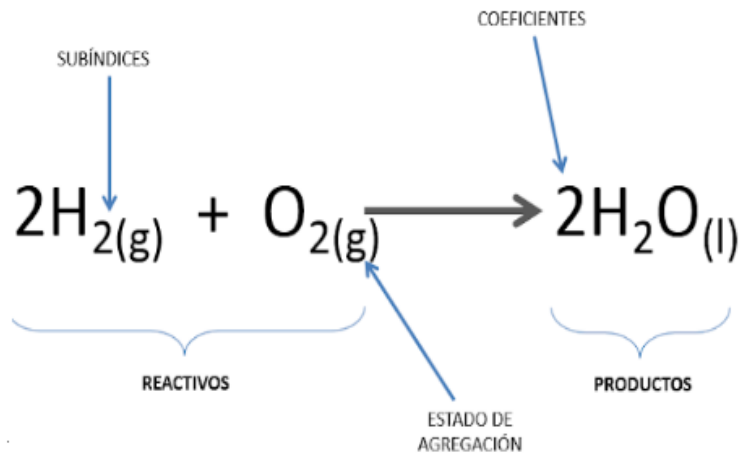 COEFICIENTES
SUBÍNDICES
2H2(g) + O2(g) → 2H2O(l)
REACTIVOS
PRODUCTOS
ESTADO DE
AGREGACIÓN